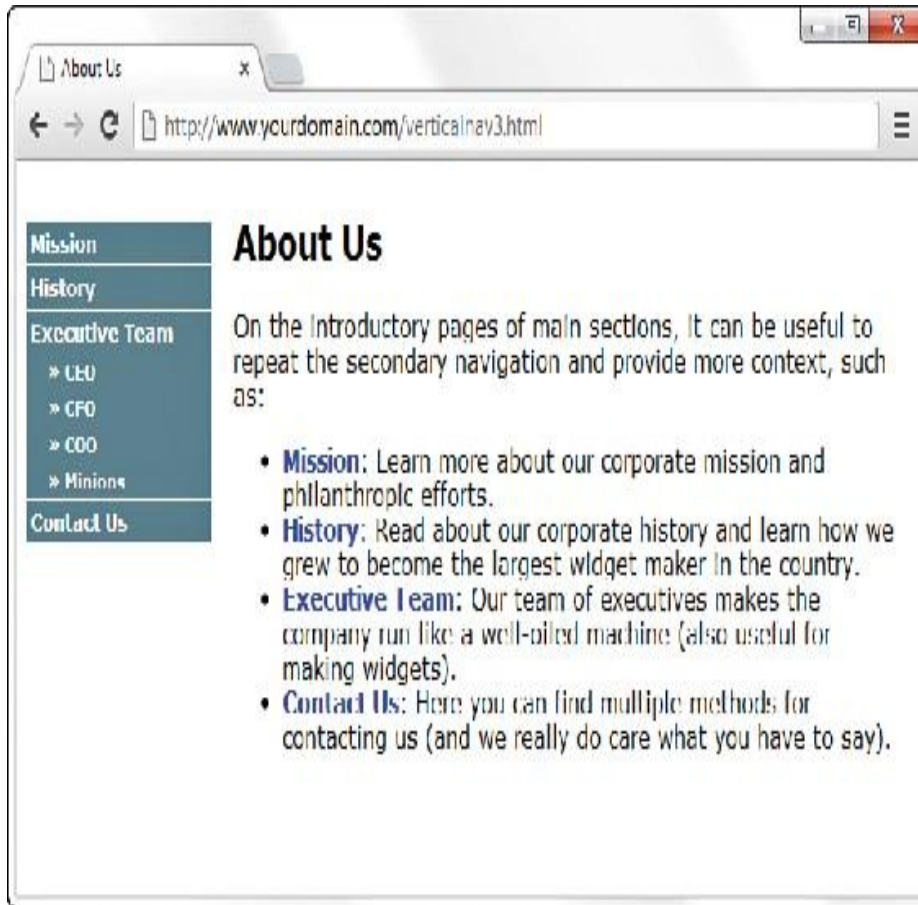 About Us
http://www.yourdomain.com/verticalnav3.html
Mission
History
Executive Team
» CEO
» CFO
» COO
» Minions
Contact Us
About Us
On the introductory pages of main sections, it can be useful to
repeat the secondary navigation and provide more context, such
as:
• Mission: Learn more about our corporate mission and
philanthropic efforts.
• History: Read about our corporate history and learn how we
grew to become the largest widget maker in the country.
• Executive Team: Our team of executives makes the
company run like a well-oiled machine (also useful for
making widgets).
• Contact Us: Here you can find multiple methods for
contacting us (and we really do care what you have to say).